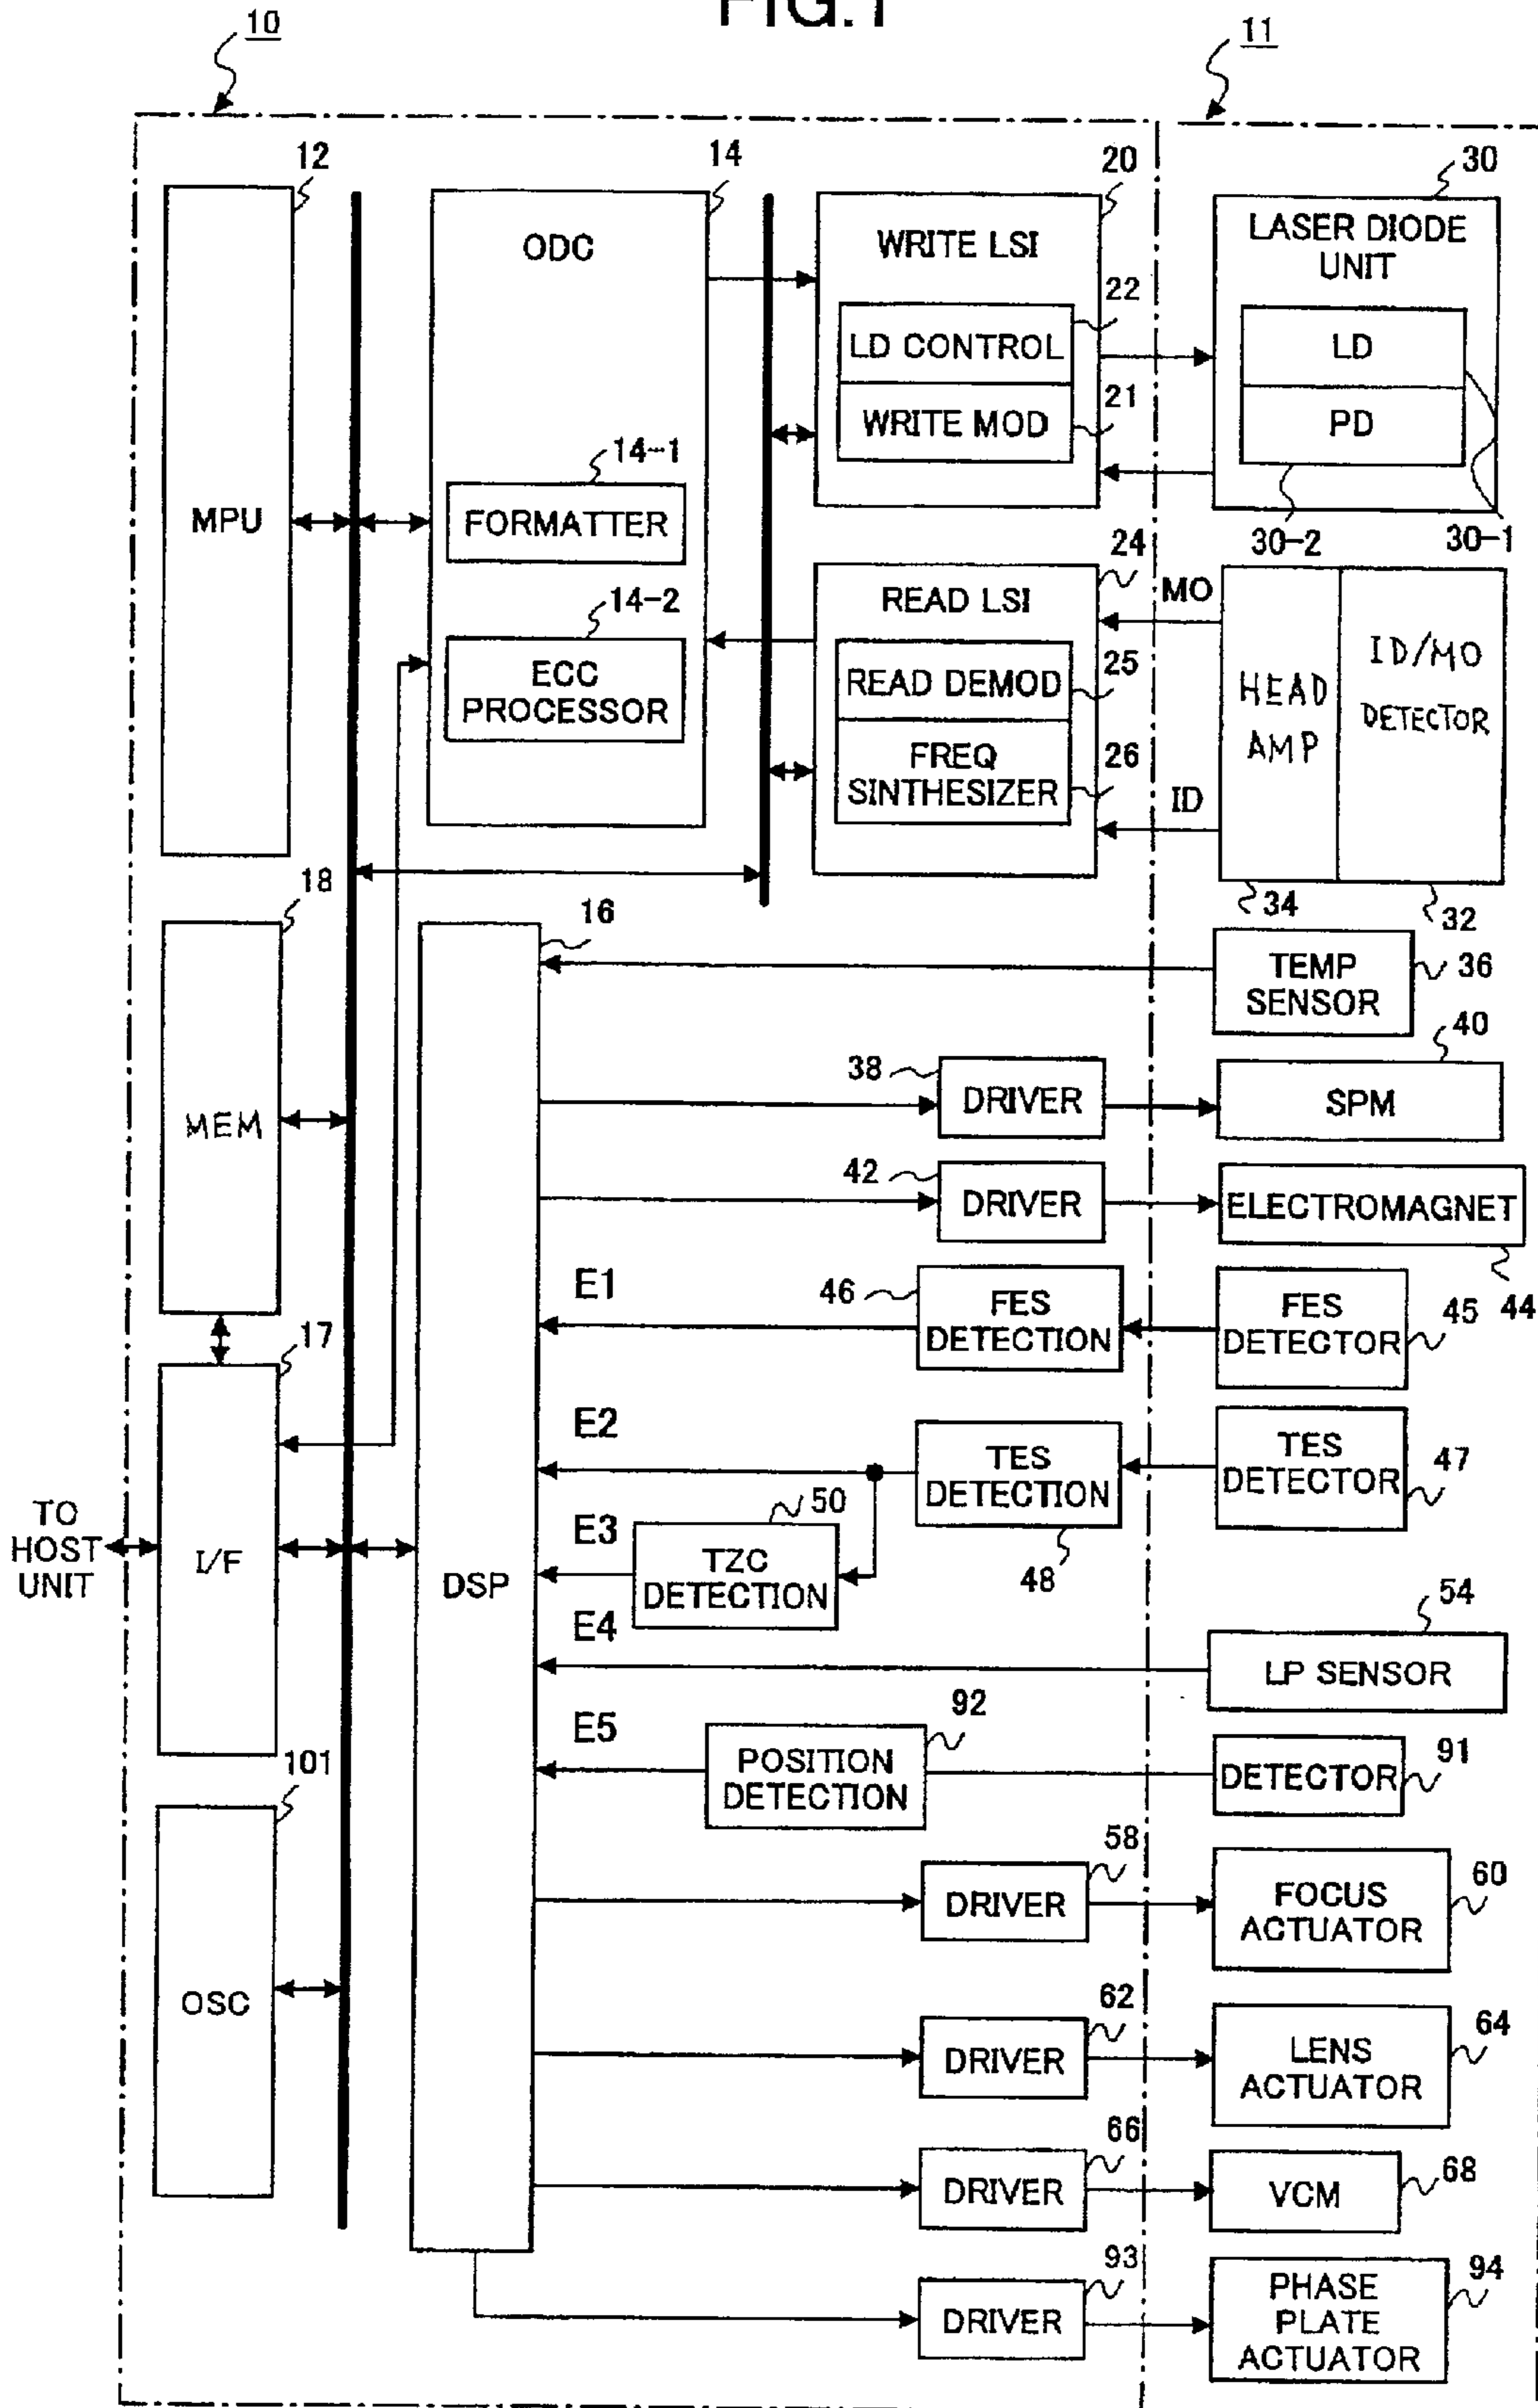 FIG.1
10
11
12
14
20
30
ODC
WRITE LSI
LASER DIODE
UNIT
22
LD CONTROL
LD
21
WRITE MOD
PD
14-1
MPU
FORMATTER
30-2
30-1
24
MO
14-2
READ LSI
ECC
PROCESSOR
READ DEMOD
25
HEAD
AMP
ID/MO
DETECTOR
FREQ
SINTHESIZER
26
ID
18
16
34
32
TEMP
SENSOR
36
40
38
DRIVER
SPM
MEM
42
DRIVER
ELECTROMAGNET
44
E1
46
FES
DETECTION
FES
DETECTOR
45
17
E2
TES
DETECTION
48
TES
DETECTOR
47
50
E3
TZC
DETECTION
TO
HOST
UNIT
I/F
DSP
54
E4
LP SENSOR
92
E5
POSITION
DETECTION
DETECTOR
91
101
58
DRIVER
FOCUS
ACTUATOR
60
OSC
62
DRIVER
LENS
ACTUATOR
64
66
DRIVER
VCM
68
93
DRIVER
PHASE
PLATE
ACTUATOR
94